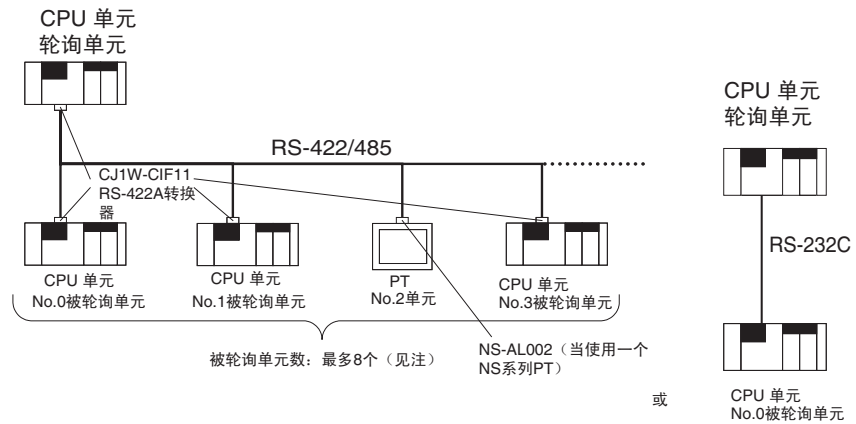 CPU 单元
轮询单元
RS-422/485
CJ1W-CIF11
RS-422A转换
器
CPU 单元
No.0被轮询单元
CPU 单元
No.1被轮询单元
PT
No.2单元
CPU 单元
No.3被轮询单元
被轮询单元数：最多8个（见注）
NS-AL002（当使用一个
NS系列PT）
或
CPU 单元
轮询单元
RS-232C
CPU 单元
No.0被轮询单元